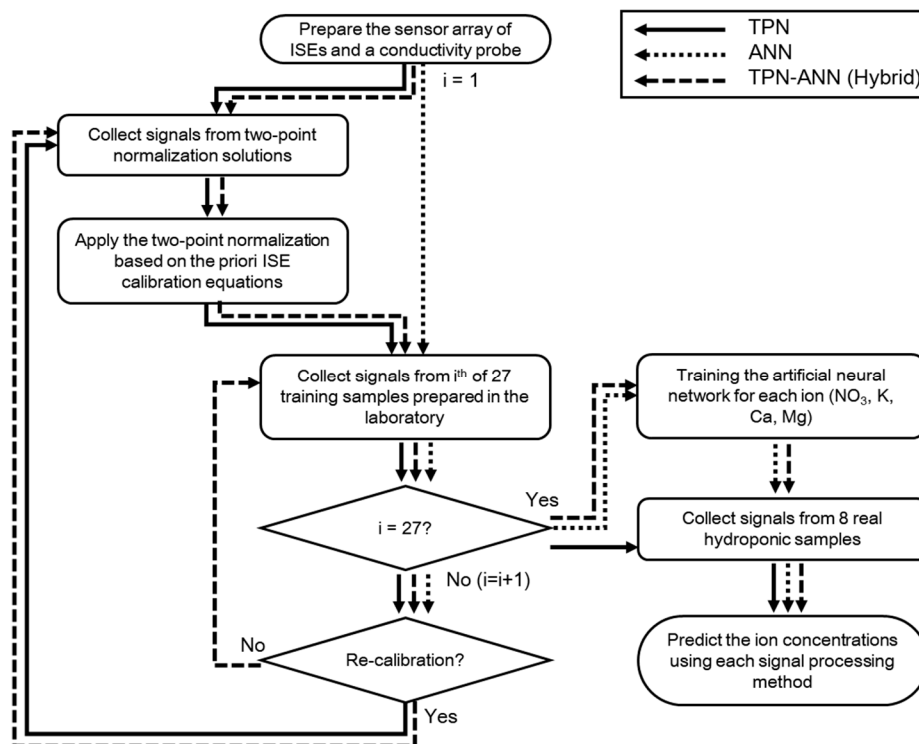 Prepare the sensor array of
ISEs and a conductivity probe
TPN
ANN
TPN-ANN (Hybrid)
i = 1
Collect signals from two-point
normalization solutions
Apply the two-point normalization
based on the priori ISE
calibration equations
Collect signals from iᵗʰ of 27
training samples prepared in the
laboratory
Training the artificial neural
network for each ion (NO₃, K,
Ca, Mg)
Yes
i = 27?
Collect signals from 8 real
hydroponic samples
No (i=i+1)
No
Re-calibration?
Predict the ion concentrations
using each signal processing
method
Yes